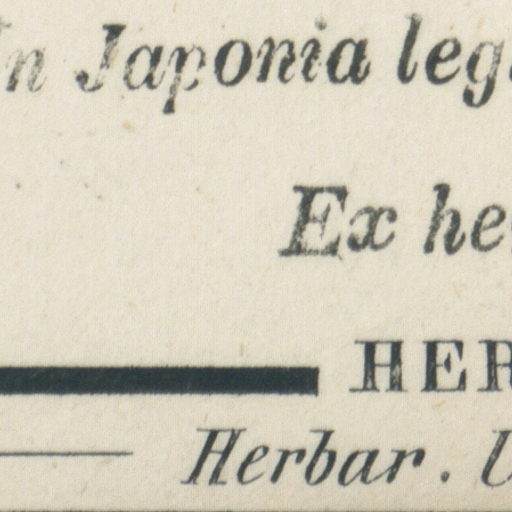 In Japonia leg
Ex he
HER
Herbar. U